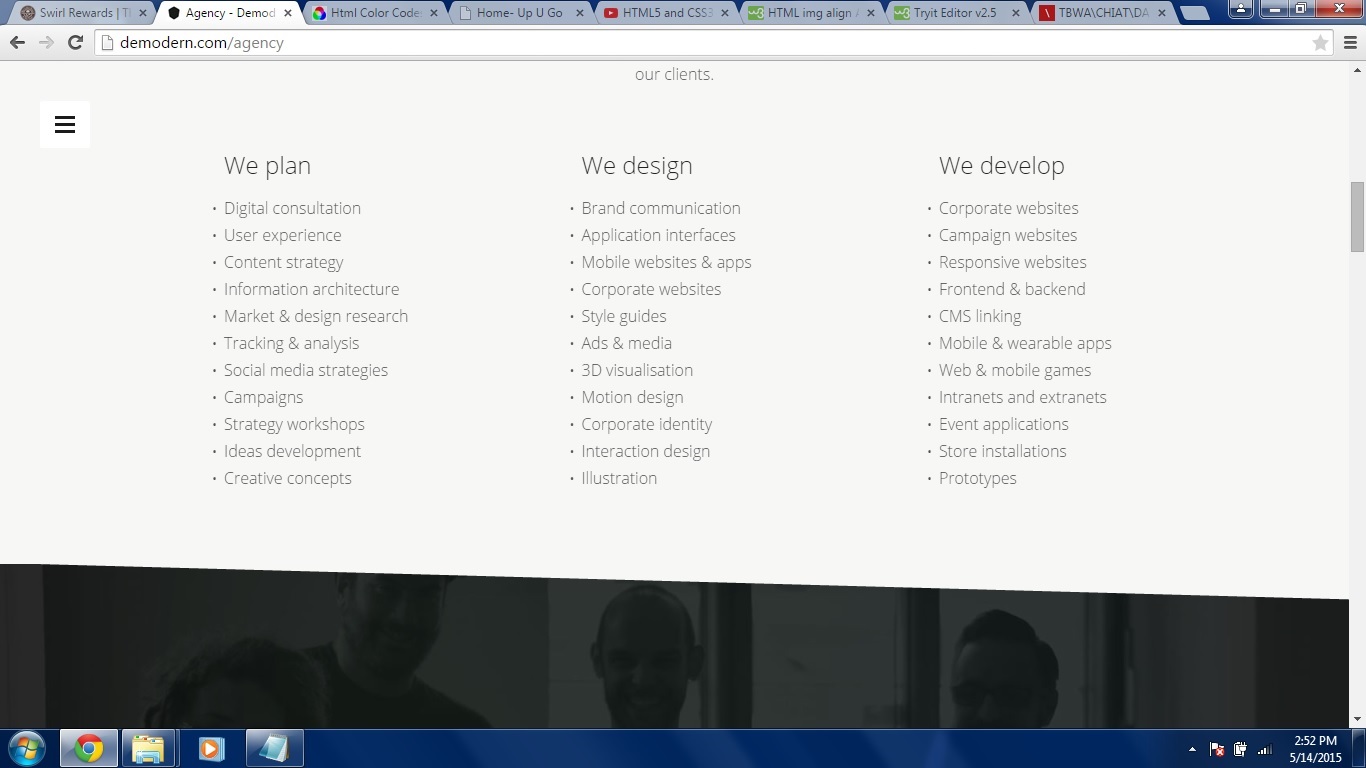 Swirl Rewards | Th
Agency - Demod
Html Color Codes
Home- Up U Go
HTML5 and CSS3
HTML img align A
Tryit Editor v2.5
TBWA\CHIAT\DA
demodern.com/agency
our clients.
We plan
• Digital consultation
• User experience
• Content strategy
• Information architecture
• Market & design research
• Tracking & analysis
• Social media strategies
• Campaigns
• Strategy workshops
• Ideas development
• Creative concepts
We design
• Brand communication
• Application interfaces
• Mobile websites & apps
• Corporate websites
• Style guides
• Ads & media
• 3D visualisation
• Motion design
• Corporate identity
• Interaction design
• Illustration
We develop
• Corporate websites
• Campaign websites
• Responsive websites
• Frontend & backend
• CMS linking
• Mobile & wearable apps
• Web & mobile games
• Intranets and extranets
• Event applications
• Store installations
• Prototypes
2:52 PM
5/14/2015